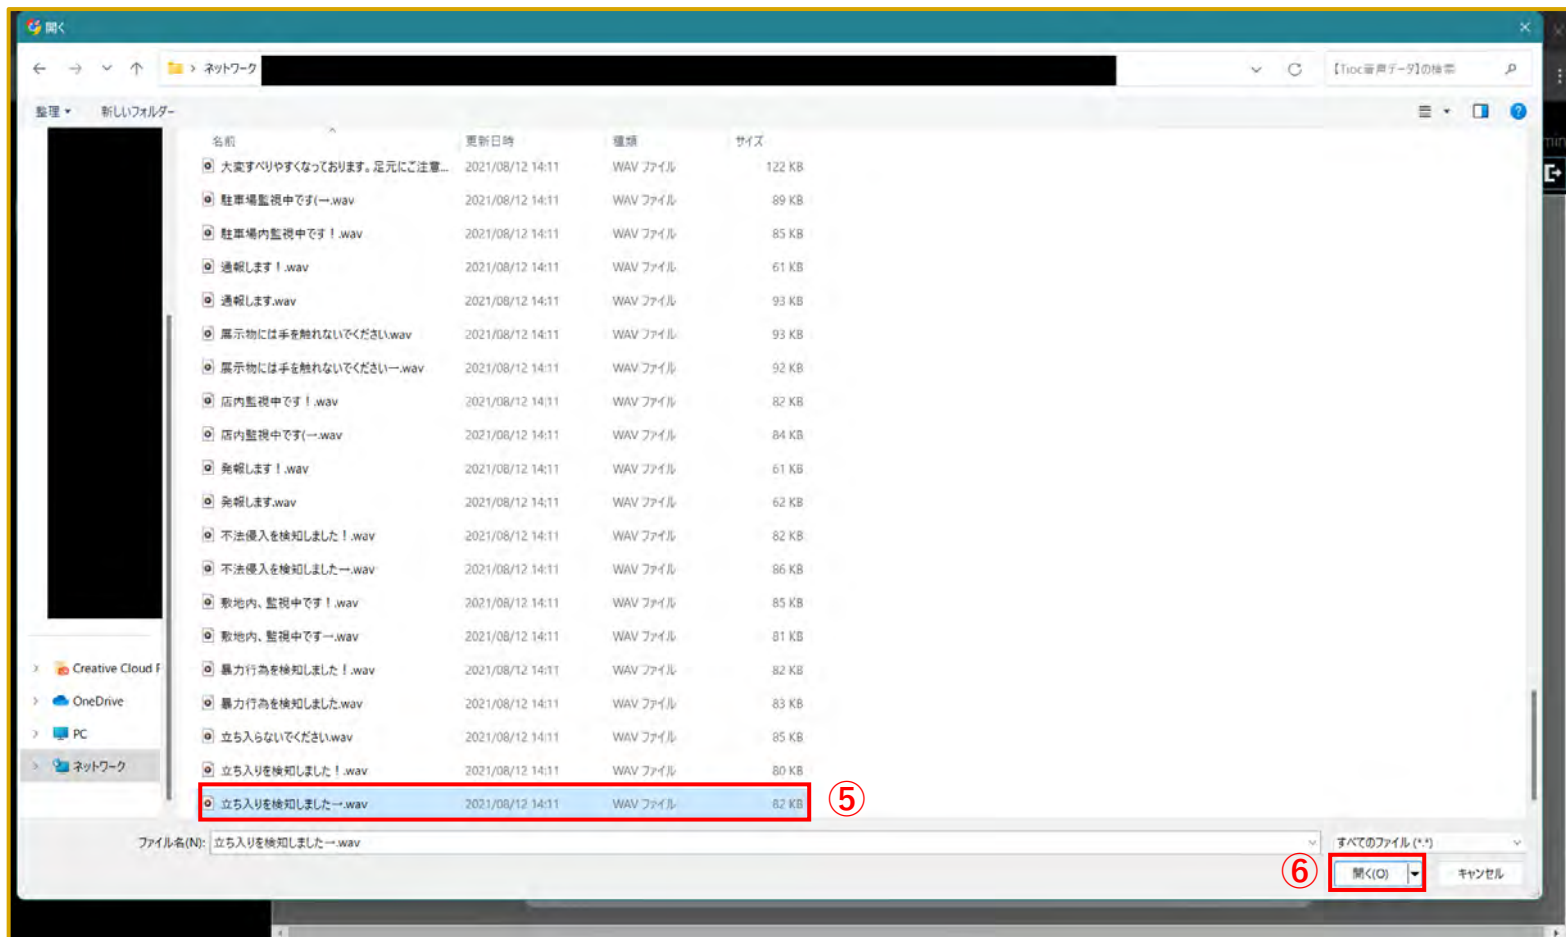 開く
ネットワーク
【Tioc音声データ】の検索
整理
新しいフォルダー
名前 更新日時 種類 サイズ
大変すべりやすくなっております。足元にご注意... 2021/08/12 14:11 WAV ファイル 122 KB
駐車場監視中です(→.wav 2021/08/12 14:11 WAV ファイル 89 KB
駐車場内監視中です！.wav 2021/08/12 14:11 WAV ファイル 85 KB
通報します！.wav 2021/08/12 14:11 WAV ファイル 61 KB
通報します.wav 2021/08/12 14:11 WAV ファイル 93 KB
展示物には手を触れないでください.wav 2021/08/12 14:11 WAV ファイル 93 KB
展示物には手を触れないでください→.wav 2021/08/12 14:11 WAV ファイル 92 KB
店内監視中です！.wav 2021/08/12 14:11 WAV ファイル 82 KB
店内監視中です(→.wav 2021/08/12 14:11 WAV ファイル 84 KB
発報します！.wav 2021/08/12 14:11 WAV ファイル 61 KB
発報します.wav 2021/08/12 14:11 WAV ファイル 62 KB
不法侵入を検知しました！.wav 2021/08/12 14:11 WAV ファイル 82 KB
不法侵入を検知しました→.wav 2021/08/12 14:11 WAV ファイル 86 KB
敷地内、監視中です！.wav 2021/08/12 14:11 WAV ファイル 85 KB
敷地内、監視中です→.wav 2021/08/12 14:11 WAV ファイル 81 KB
暴力行為を検知しました！.wav 2021/08/12 14:11 WAV ファイル 82 KB
暴力行為を検知しました.wav 2021/08/12 14:11 WAV ファイル 83 KB
立ち入らないでください.wav 2021/08/12 14:11 WAV ファイル 85 KB
立ち入りを検知しました！.wav 2021/08/12 14:11 WAV ファイル 80 KB
立ち入りを検知しました→.wav 2021/08/12 14:11 WAV ファイル 82 KB
⑤
Creative Cloud F
OneDrive
PC
ネットワーク
ファイル名(N): 立ち入りを検知しました→.wav
すべてのファイル (*.*)
⑥
開く(O)
キャンセル
min